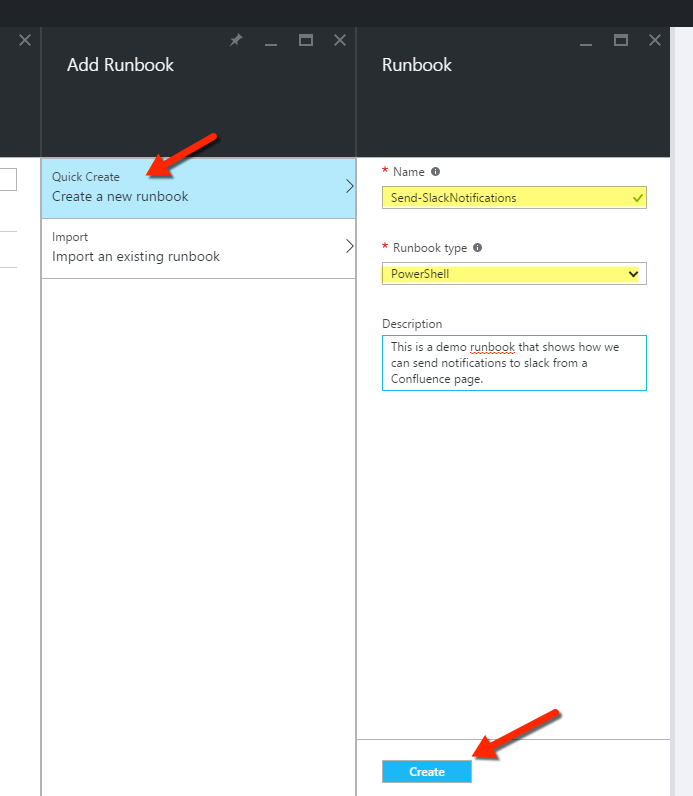 Add Runbook
Quick Create
Create a new runbook
Import
Import an existing runbook
Runbook
* Name
Send-SlackNotifications
* Runbook type
PowerShell
Description
This is a demo runbook that shows how we
can send notifications to slack from a
Confluence page.
Create